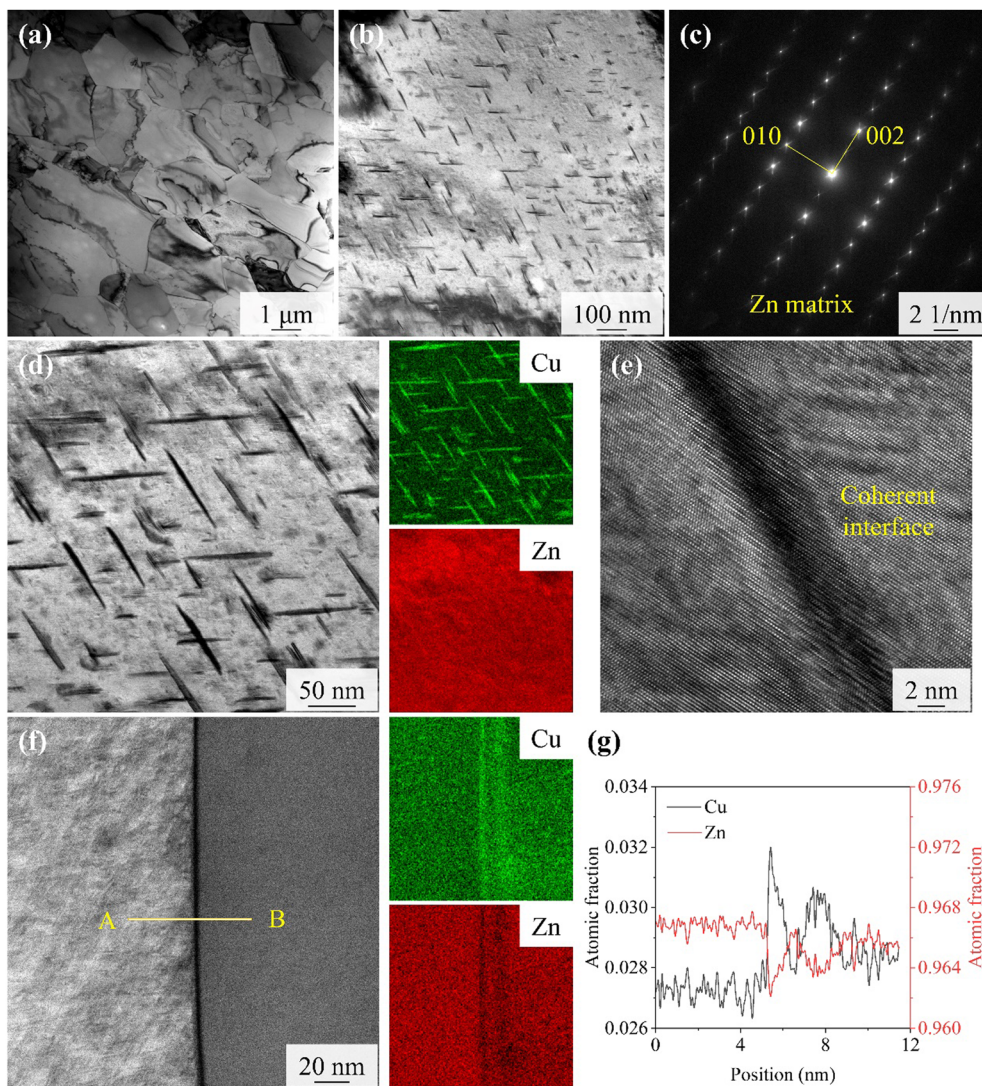 (a)
1 μm
(b)
100 nm
(c)
010
002
Zn matrix
2 1/nm
(d)
50 nm
Cu
Zn
(e)
Coherent
interface
2 nm
(f)
A
B
20 nm
Cu
Zn
(g)
0.034
0.032
0.030
0.028
0.026
Atomic fraction
Cu
Zn
0.976
0.972
0.968
0.964
0.960
Atomic fraction
0
4
8
12
Position (nm)